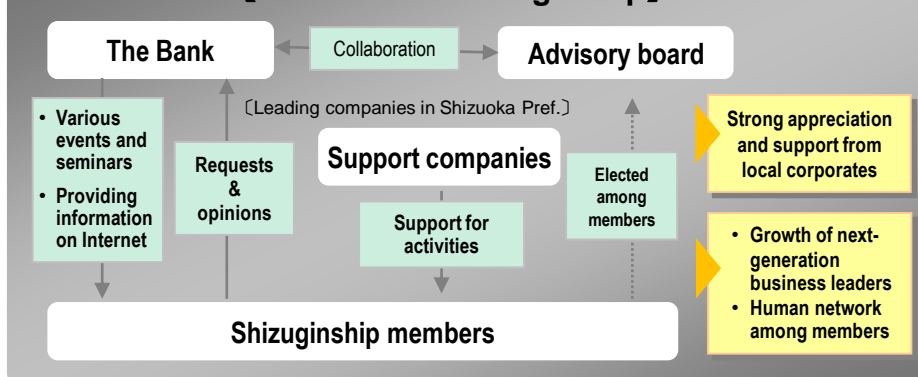 The Bank
Collaboration
Advisory board
〔Leading companies in Shizuoka Pref.〕
• Various
events and
seminars
• Providing
information
on Internet
Requests
&
opinions
Support companies
Support for
activities
Elected
among
members
Shizuginship members
Strong appreciation
and support from
local corporates
• Growth of next-
generation
business leaders
• Human network
among members